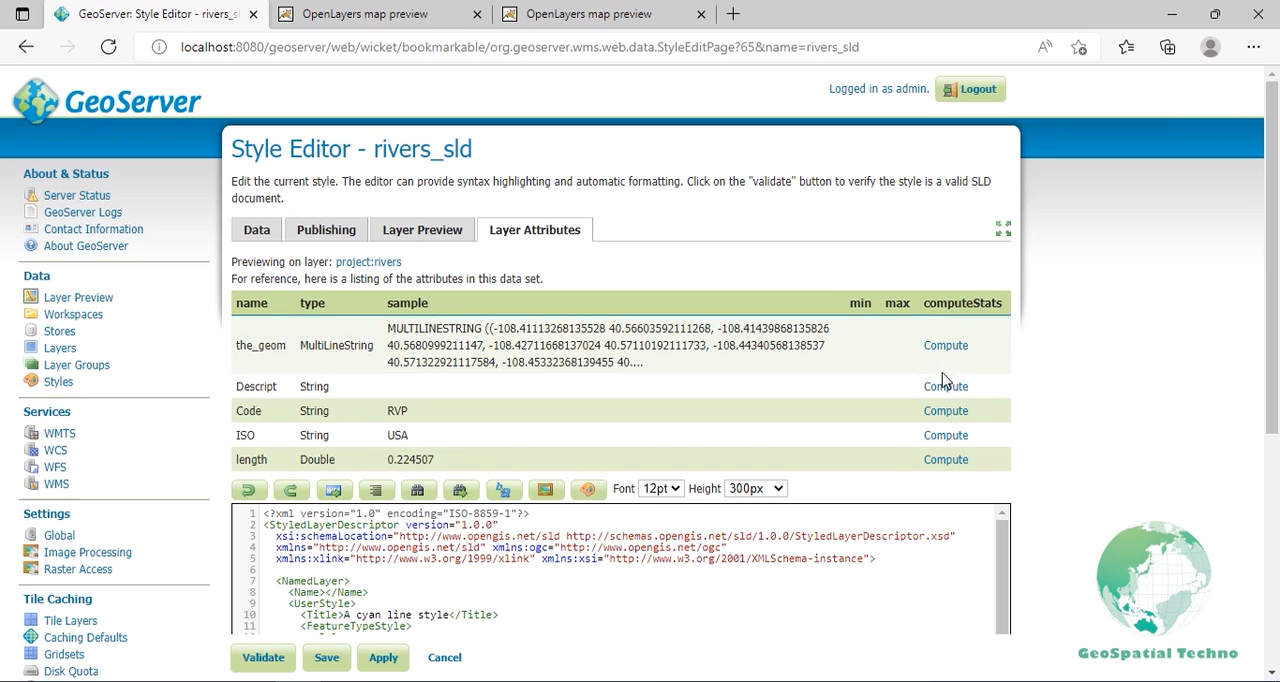 GeoServer: Style Editor - rivers_sl
OpenLayers map preview
OpenLayers map preview
localhost:8080/geoserver/web/wicket/bookmarkable/org.geoserver.wms.web.data.StyleEditPage?65&name=rivers_sld
GeoServer
Logged in as admin.
Logout
About & Status
Server Status
GeoServer Logs
Contact Information
About GeoServer
Data
Layer Preview
Workspaces
Stores
Layers
Layer Groups
Styles
Services
WMTS
WCS
WFS
WMS
Settings
Global
Image Processing
Raster Access
Tile Caching
Tile Layers
Caching Defaults
Gridsets
Disk Quota
Style Editor - rivers_sld
Edit the current style. The editor can provide syntax highlighting and automatic formatting. Click on the "validate" button to verify the style is a valid SLD
document.
Data Publishing Layer Preview Layer Attributes
Previewing on layer: project:rivers
For reference, here is a listing of the attributes in this data set.
name type sample min max computeStats
the_geom MultiLineString MULTILINESTRING ((-108.41113268135528 40.56603592111268, -108.41439868135826
40.5680999211147, -108.42711668137024 40.57110192111733, -108.44340568138537
40.571322921117584, -108.45332368139455 40.... Compute
Descript String Compute
Code String RVP Compute
ISO String USA Compute
length Double 0.224507 Compute
Font 12pt Height 300px
1 <?xml version="1.0" encoding="ISO-8859-1"?>
2 <StyledLayerDescriptor version="1.0.0"
3 xsi:schemaLocation="http://www.opengis.net/sld http://schemas.opengis.net/sld/1.0.0/StyledLayerDescriptor.xsd"
4 xmlns="http://www.opengis.net/sld" xmlns:ogc="http://www.opengis.net/ogc"
5 xmlns:xlink="http://www.w3.org/1999/xlink" xmlns:xsi="http://www.w3.org/2001/XMLSchema-instance">
6
7 <NamedLayer>
8 <Name></Name>
9 <UserStyle>
10 <Title>A cyan line style</Title>
11 <FeatureTypeStyle>
Validate Save Apply Cancel
GeoSpatial Techno